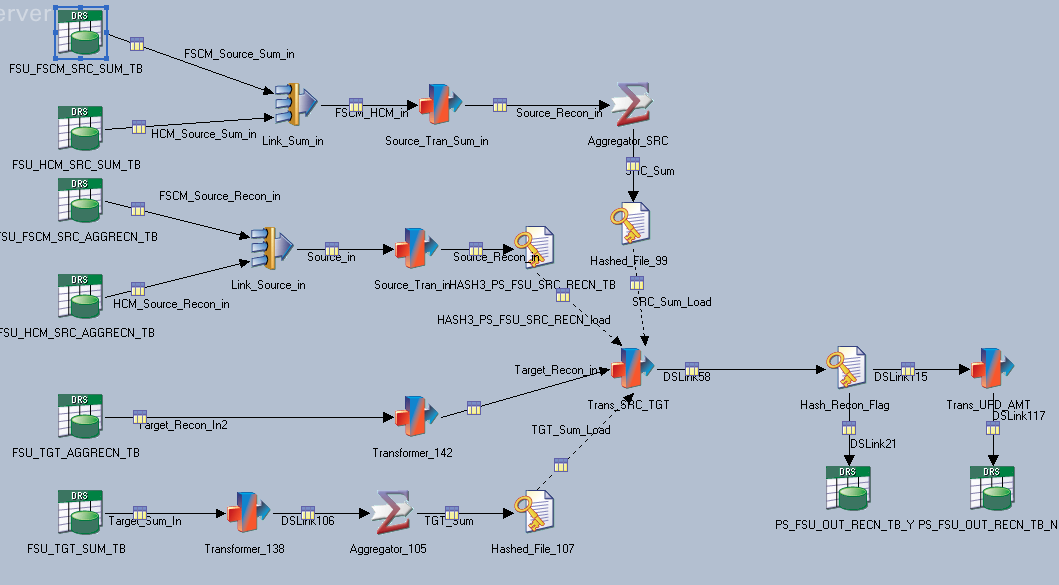 erver
DRS
FSU_FSCM_SRC_SUM_TB
FSCM_Source_Sum_in
DRS
FSU_HCM_SRC_SUM_TB
HCM_Source_Sum_in
Link_Sum_in
FSCM_HCM_in
Source_Tran_Sum_in
Source_Recon_in
Aggregator_SRC
SRC_Sum
DRS
FSU_FSCM_SRC_AGGRECN_TB
FSCM_Source_Recon_in
Hashed_File_99
DRS
FSU_HCM_SRC_AGGRECN_TB
HCM_Source_Recon_in
Link_Source_in
Source_in
Source_Tran_in
Source_Recon_in
HASH3_PS_FSU_SRC_RECN_TB
SRC_Sum_Load
HASH3_PS_FSU_SRC_RECN_load
Target_Recon_in
Trans_SRC_TGT
DSLink58
Hash_Recon_Flag
DSLink115
Trans_UFD_AMT
DSLink117
DRS
FSU_TGT_AGGRECN_TB
Target_Recon_In2
Transformer_142
TGT_Sum_Load
DSLink21
DRS
PS_FSU_OUT_RECN_TB_Y
DRS
PS_FSU_OUT_RECN_TB_N
DRS
FSU_TGT_SUM_TB
Target_Sum_In
Transformer_138
DSLink106
Aggregator_105
TGT_Sum
Hashed_File_107